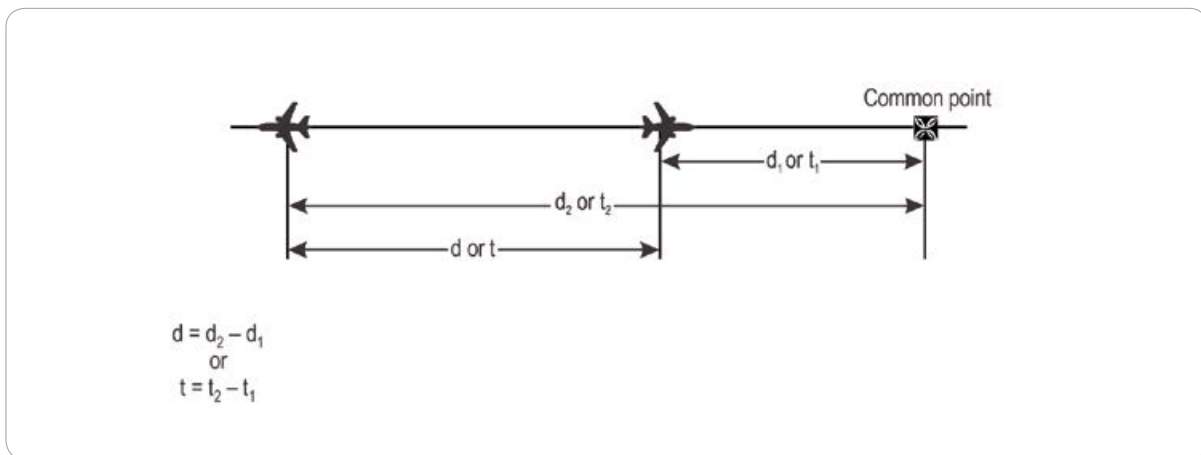 Common point
d₁ or t₁
d₂ or t₂
d or t
d = d₂ – d₁
or
t = t₂ – t₁